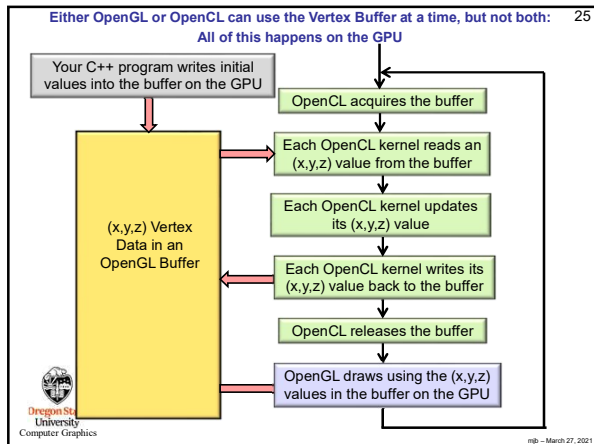 Either OpenGL or OpenCL can use the Vertex Buffer at a time, but not both:
All of this happens on the GPU
25
Your C++ program writes initial
values into the buffer on the GPU
(x,y,z) Vertex
Data in an
OpenGL Buffer
OpenCL acquires the buffer
Each OpenCL kernel reads an
(x,y,z) value from the buffer
Each OpenCL kernel updates
its (x,y,z) value
Each OpenCL kernel writes its
(x,y,z) value back to the buffer
OpenCL releases the buffer
OpenGL draws using the (x,y,z)
values in the buffer on the GPU
Oregon Sta
University
Computer Graphics
mjb – March 27, 2021